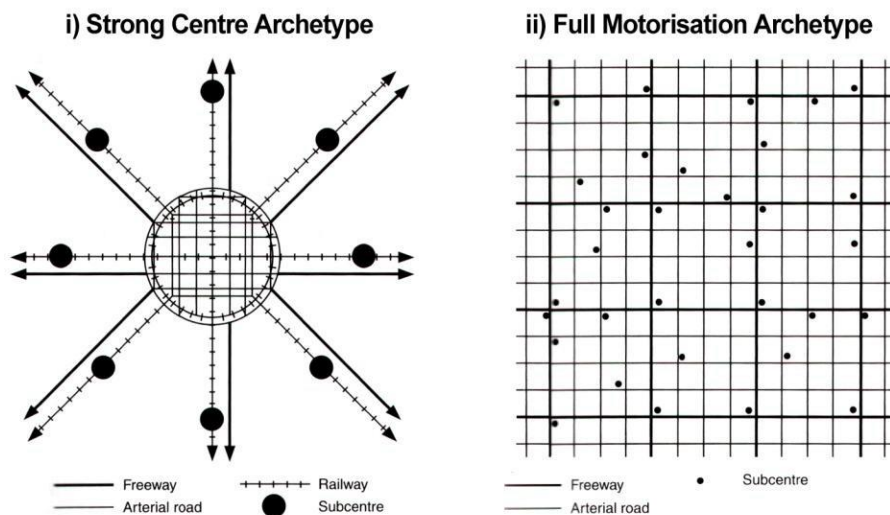 i) Strong Centre Archetype
ii) Full Motorisation Archetype
Freeway
Railway
Arterial road
Subcentre
Freeway
Subcentre
Arterial road